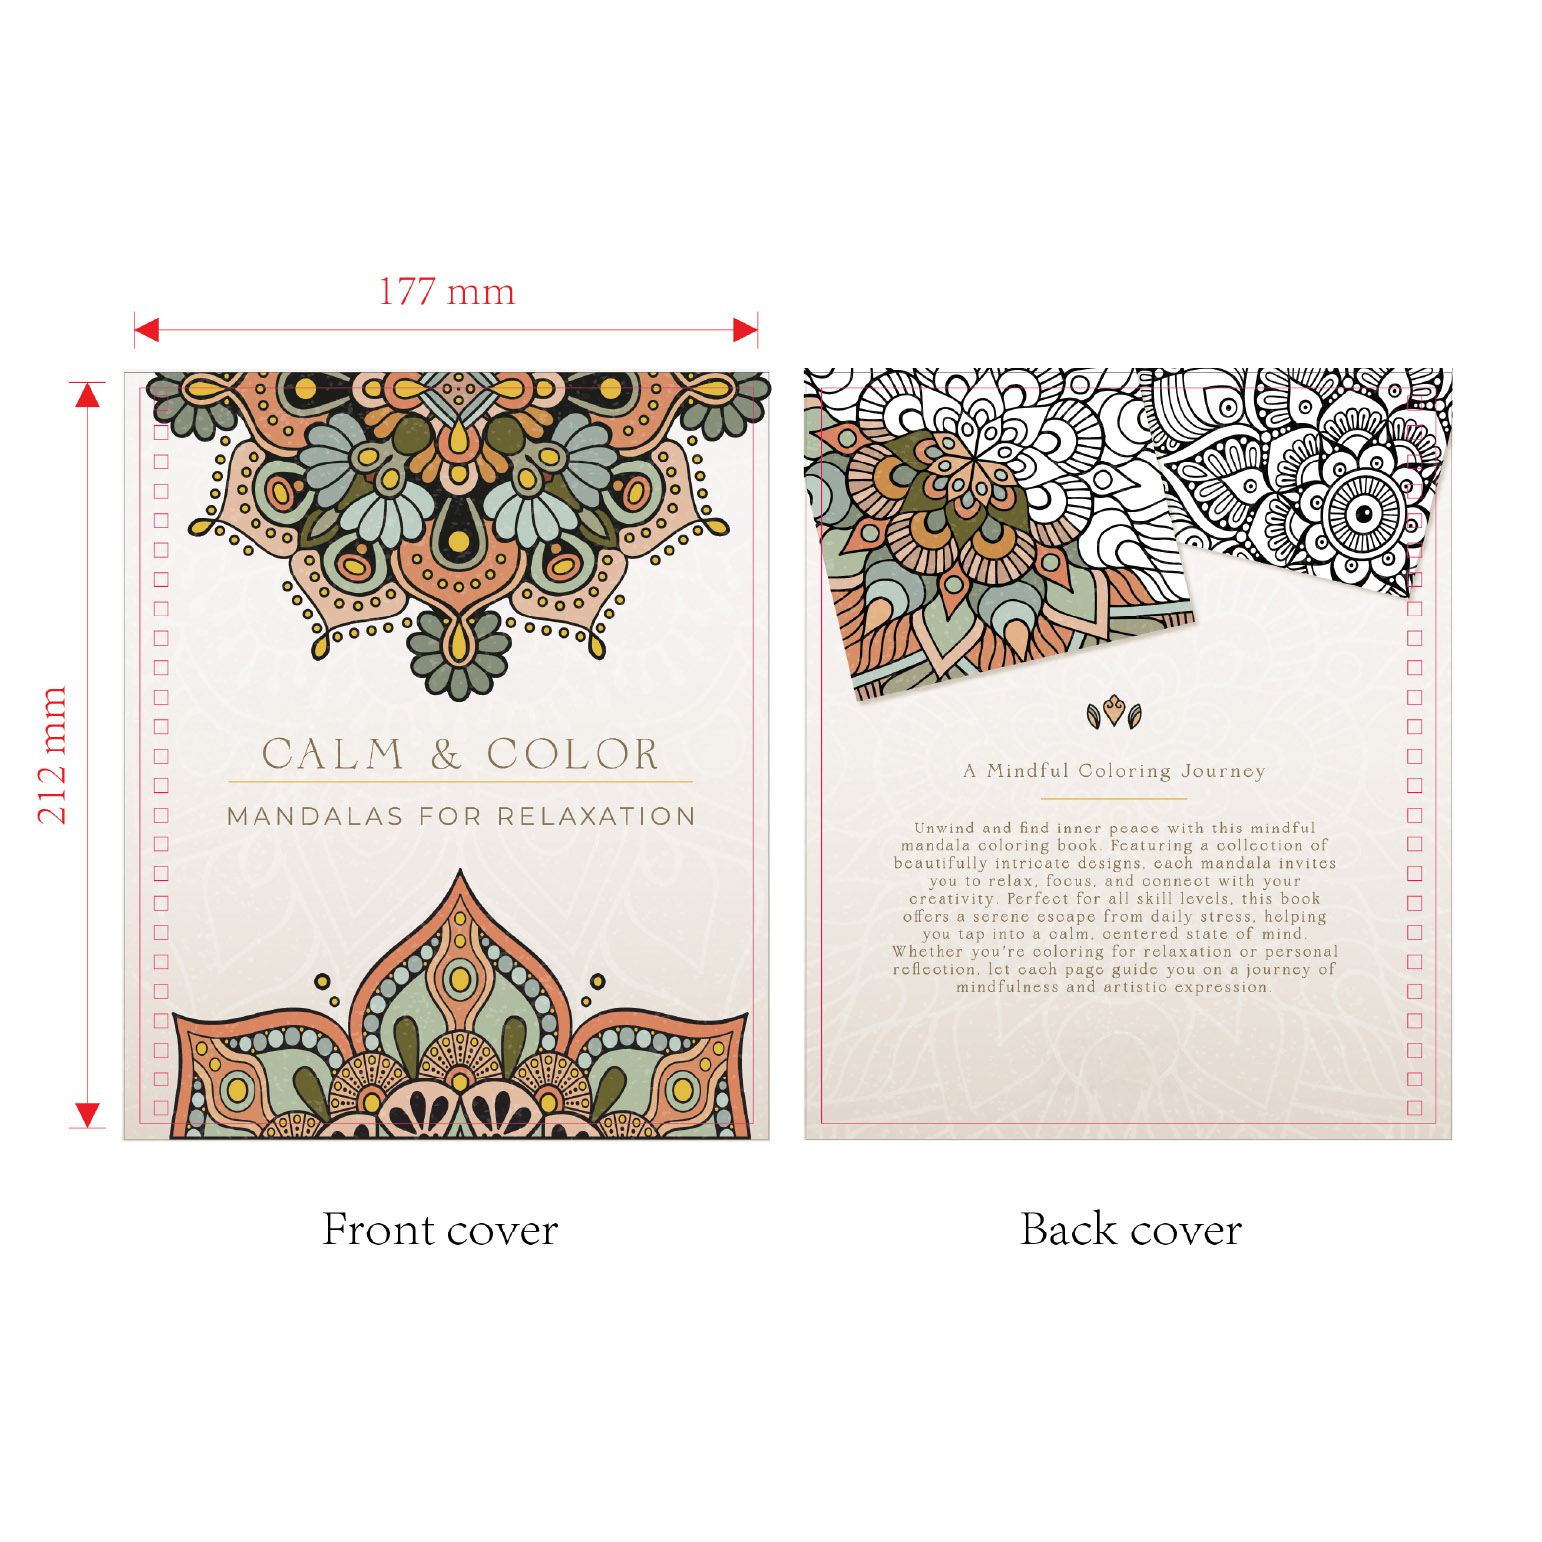 177 mm
212 mm
CALM & COLOR
MANDALAS FOR RELAXATION
A Mindful Coloring Journey
Unwind and find inner peace with this mindful
mandala coloring book. Featuring a collection of
beautifully intricate designs, each mandala invites
you to relax, focus, and connect with your
creativity. Perfect for all skill levels, this book
offers a serene escape from daily stress, helping
you tap into a calm, centered state of mind.
Whether you're coloring for relaxation or personal
reflection, let each page guide you on a journey of
mindfulness and artistic expression.
Front cover
Back cover